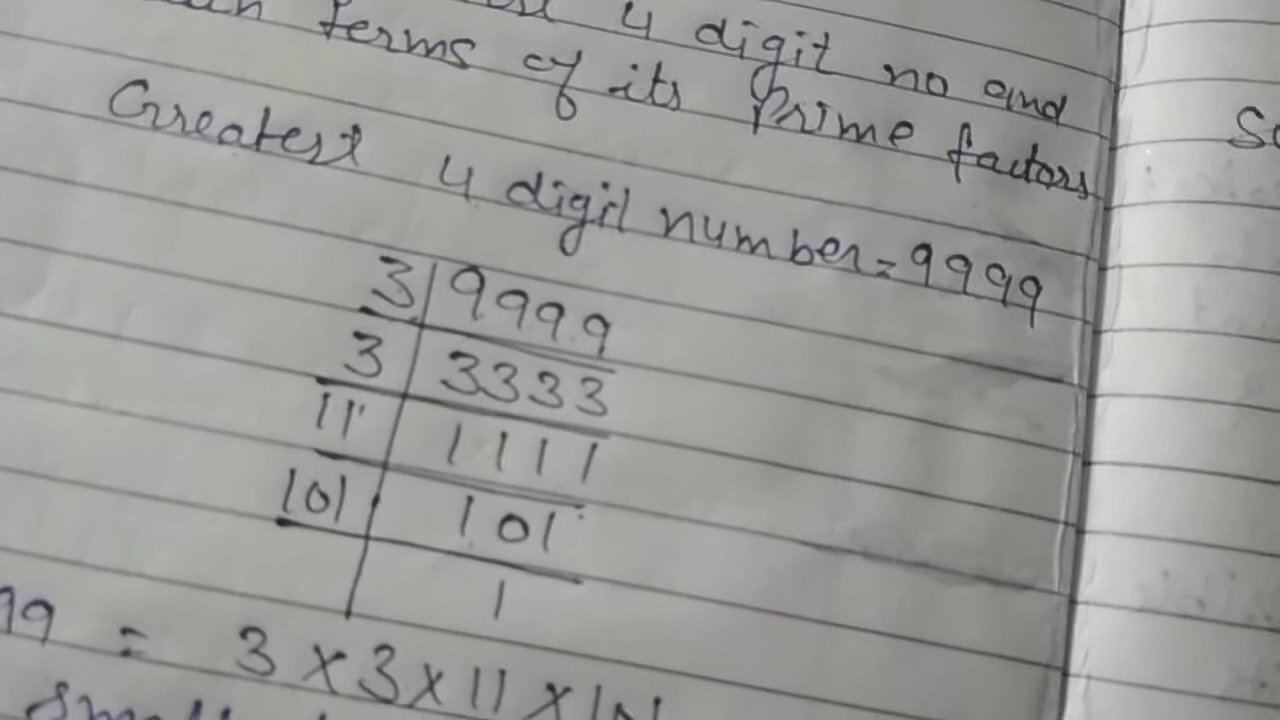 4 digit no and
terms of its Prime factors
Greatest 4 digit number = 9999
3 | 9999
3 | 3333
11 | 1111
101 | 101
1
= 3 × 3 × 11 ×